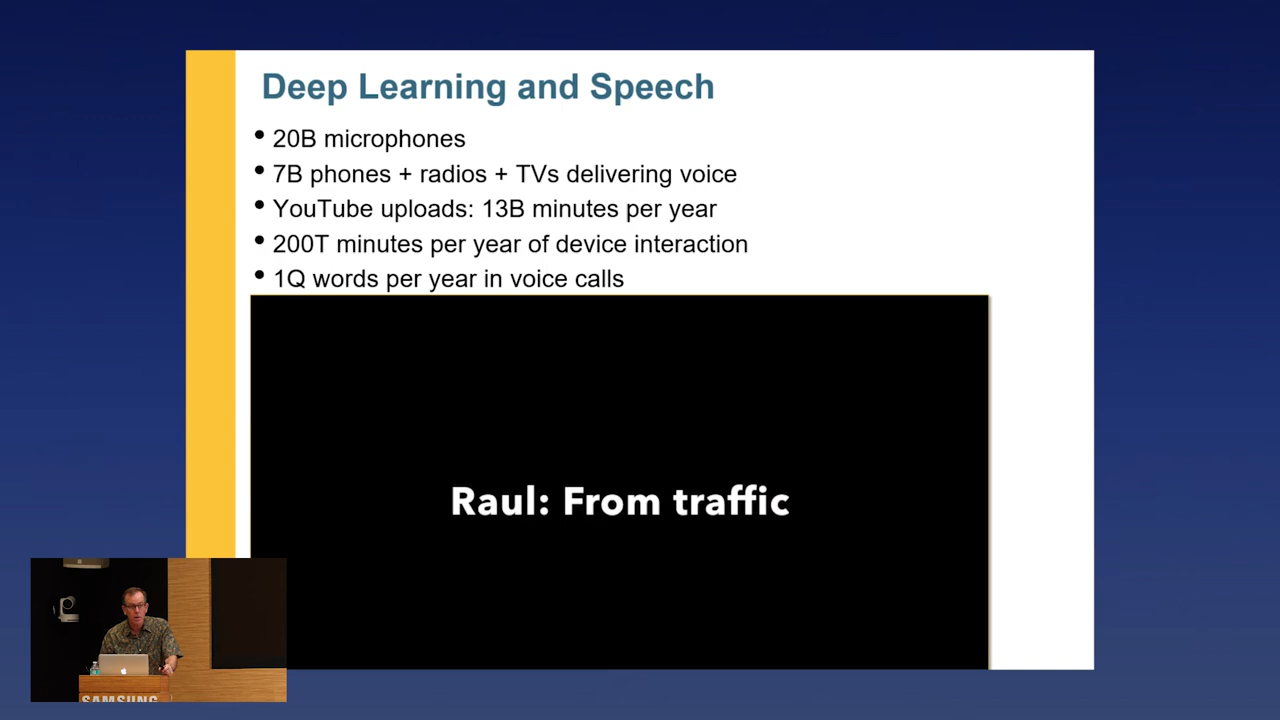 Deep Learning and Speech
• 20B microphones
• 7B phones + radios + TVs delivering voice
• YouTube uploads: 13B minutes per year
• 200T minutes per year of device interaction
• 1Q words per year in voice calls
Raul: From traffic
SAMSUNG